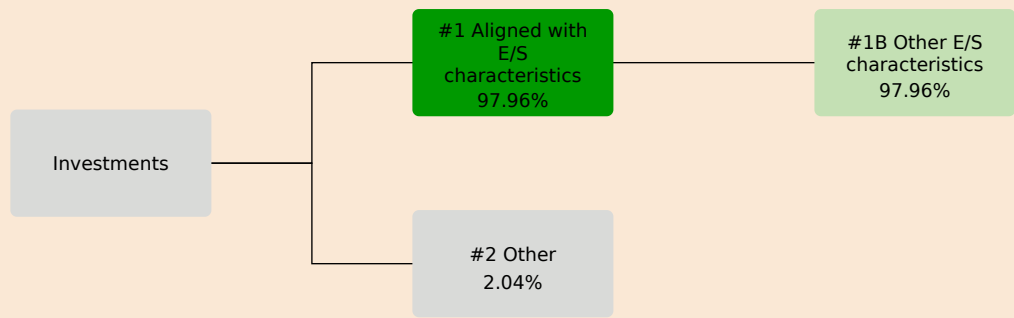 #1 Aligned with
E/S
characteristics
97.96%
#1B Other E/S
characteristics
97.96%
Investments
#2 Other
2.04%